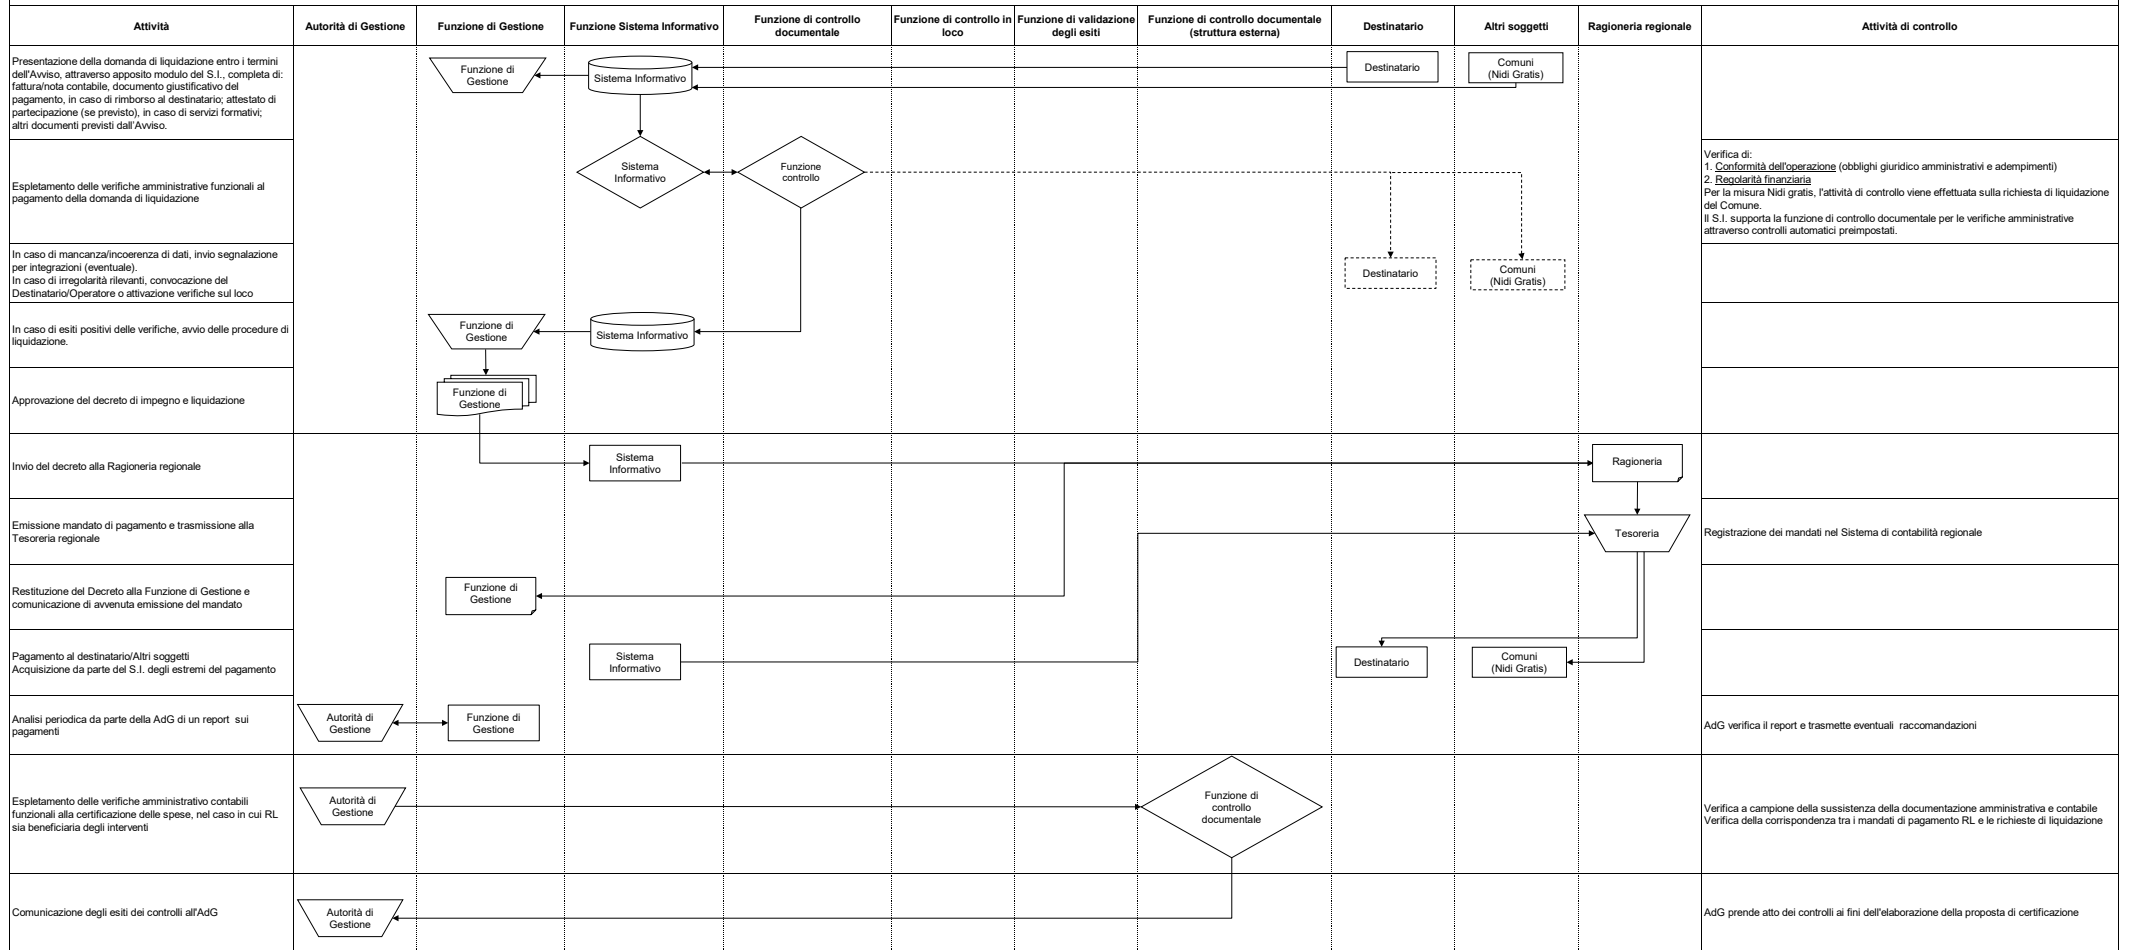 Attività
Autorità di Gestione
Funzione di Gestione
Funzione Sistema Informativo
Funzione di controllo
documentale
Funzione di controllo in
loco
Funzione di validazione
degli esiti
Funzione di controllo documentale
(struttura esterna)
Destinatario
Altri soggetti
Ragioneria regionale
Attività di controllo
Presentazione della domanda di liquidazione entro i termini
dell'Avviso, attraverso apposito modulo del S.I., completa di:
fattura/nota contabile, documento giustificativo del
pagamento, in caso di rimborso al destinatario; attestato di
partecipazione (se previsto), in caso di servizi formativi;
altri documenti previsti dall'Avviso.
Funzione di
Gestione
Sistema Informativo
Destinatario
Comuni
(Nidi Gratis)
Espletamento delle verifiche amministrative funzionali al
pagamento della domanda di liquidazione
Sistema
Informativo
Funzione
controllo
Verifica di:
1. Conformità dell'operazione (obblighi giuridico amministrativi e adempimenti)
2. Regolarità finanziaria
Per la misura Nidi gratis, l'attività di controllo viene effettuata sulla richiesta di liquidazione
del Comune.
Il S.I. supporta la funzione di controllo documentale per le verifiche amministrative
attraverso controlli automatici preimpostati.
In caso di mancanza/incoerenza di dati, invio segnalazione
per integrazioni (eventuale).
In caso di irregolarità rilevanti, convocazione del
Destinatario/Operatore o attivazione verifiche sul loco
Destinatario
Comuni
(Nidi Gratis)
In caso di esiti positivi delle verifiche, avvio delle procedure di
liquidazione.
Funzione di
Gestione
Sistema Informativo
Approvazione del decreto di impegno e liquidazione
Funzione di
Gestione
Invio del decreto alla Ragioneria regionale
Sistema
Informativo
Ragioneria
Emissione mandato di pagamento e trasmissione alla
Tesoreria regionale
Tesoreria
Registrazione dei mandati nel Sistema di contabilità regionale
Restituzione del Decreto alla Funzione di Gestione e
comunicazione di avvenuta emissione del mandato
Funzione di
Gestione
Pagamento al destinatario/Altri soggetti
Acquisizione da parte del S.I. degli estremi del pagamento
Sistema
Informativo
Destinatario
Comuni
(Nidi Gratis)
Analisi periodica da parte della AdG di un report  sui
pagamenti
Autorità di
Gestione
Funzione di
Gestione
AdG verifica il report e trasmette eventuali  raccomandazioni
Espletamento delle verifiche amministrativo contabili
funzionali alla certificazione delle spese, nel caso in cui RL
sia beneficiaria degli interventi
Autorità di
Gestione
Funzione di
controllo
documentale
Verifica a campione della sussistenza della documentazione amministrativa e contabile
Verifica della corrispondenza tra i mandati di pagamento RL e le richieste di liquidazione
Comunicazione degli esiti dei controlli all'AdG
Autorità di
Gestione
AdG prende atto dei controlli ai fini dell'elaborazione della proposta di certificazione